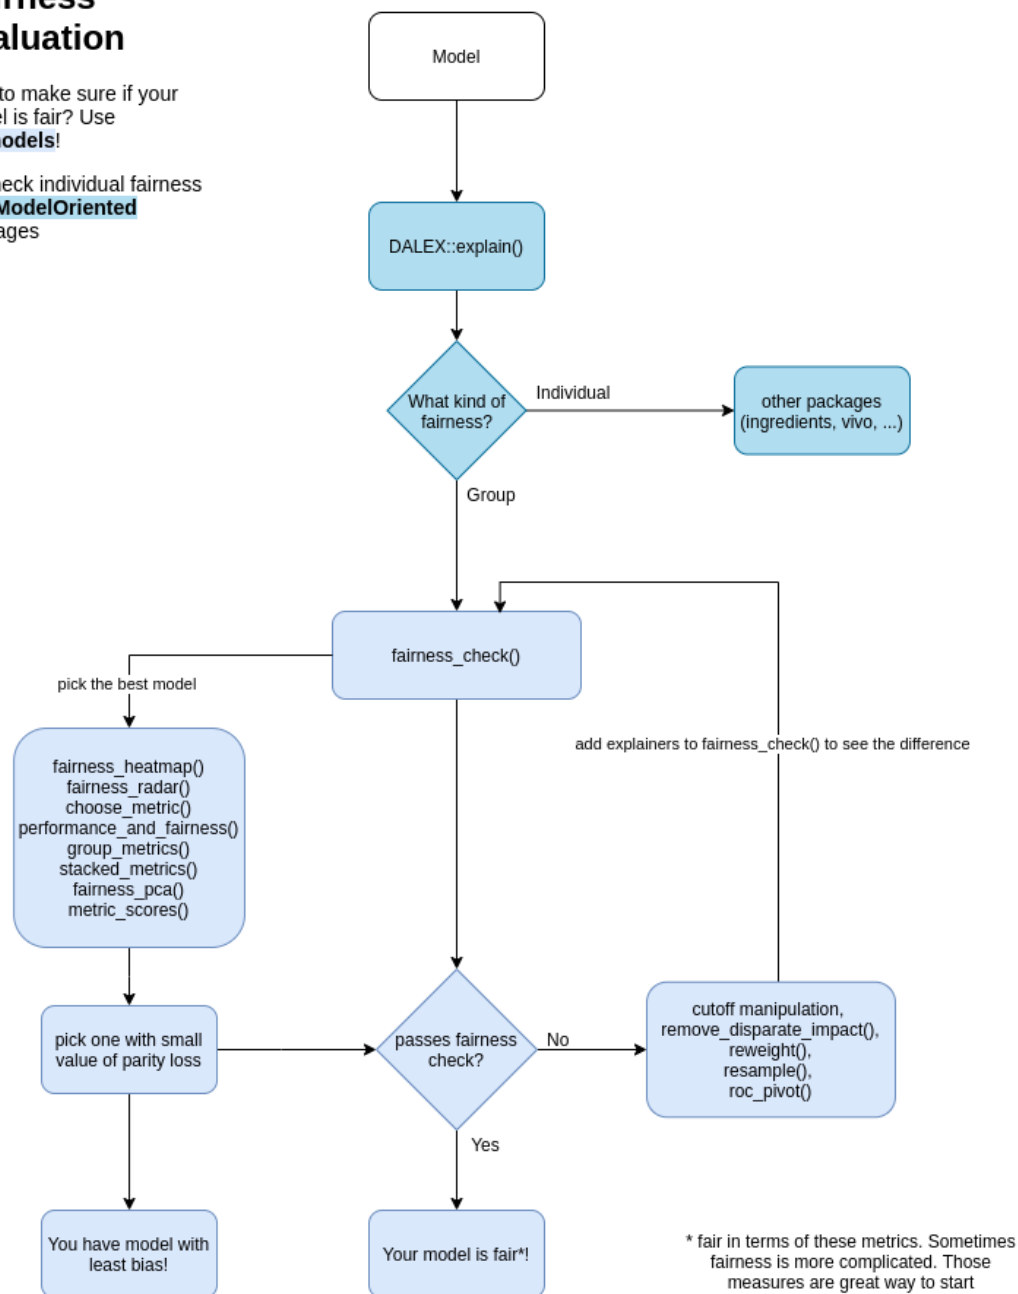 aluation
to make sure if your
is fair? Use
!
individual fairness
ModelOriented
Model
DALEX::explain()
What kind of
fairness?
Individual
other packages
(ingredients, vivo, ...)
Group
fairness_check()
pick the best model
add explainers to fairness_check() to see the difference
fairness_heatmap()
fairness_radar()
choose_metric()
performance_and_fairness()
group_metrics()
stacked_metrics()
fairness_pca()
metric_scores()
pick one with small
value of parity loss
passes fairness
check?
No
cutoff manipulation,
remove_disparate_impact(),
reweight(),
resample(),
roc_pivot()
Yes
You have model with
least bias!
Your model is fair*!
* fair in terms of these metrics. Sometimes
fairness is more complicated. Those
measures are great way to start